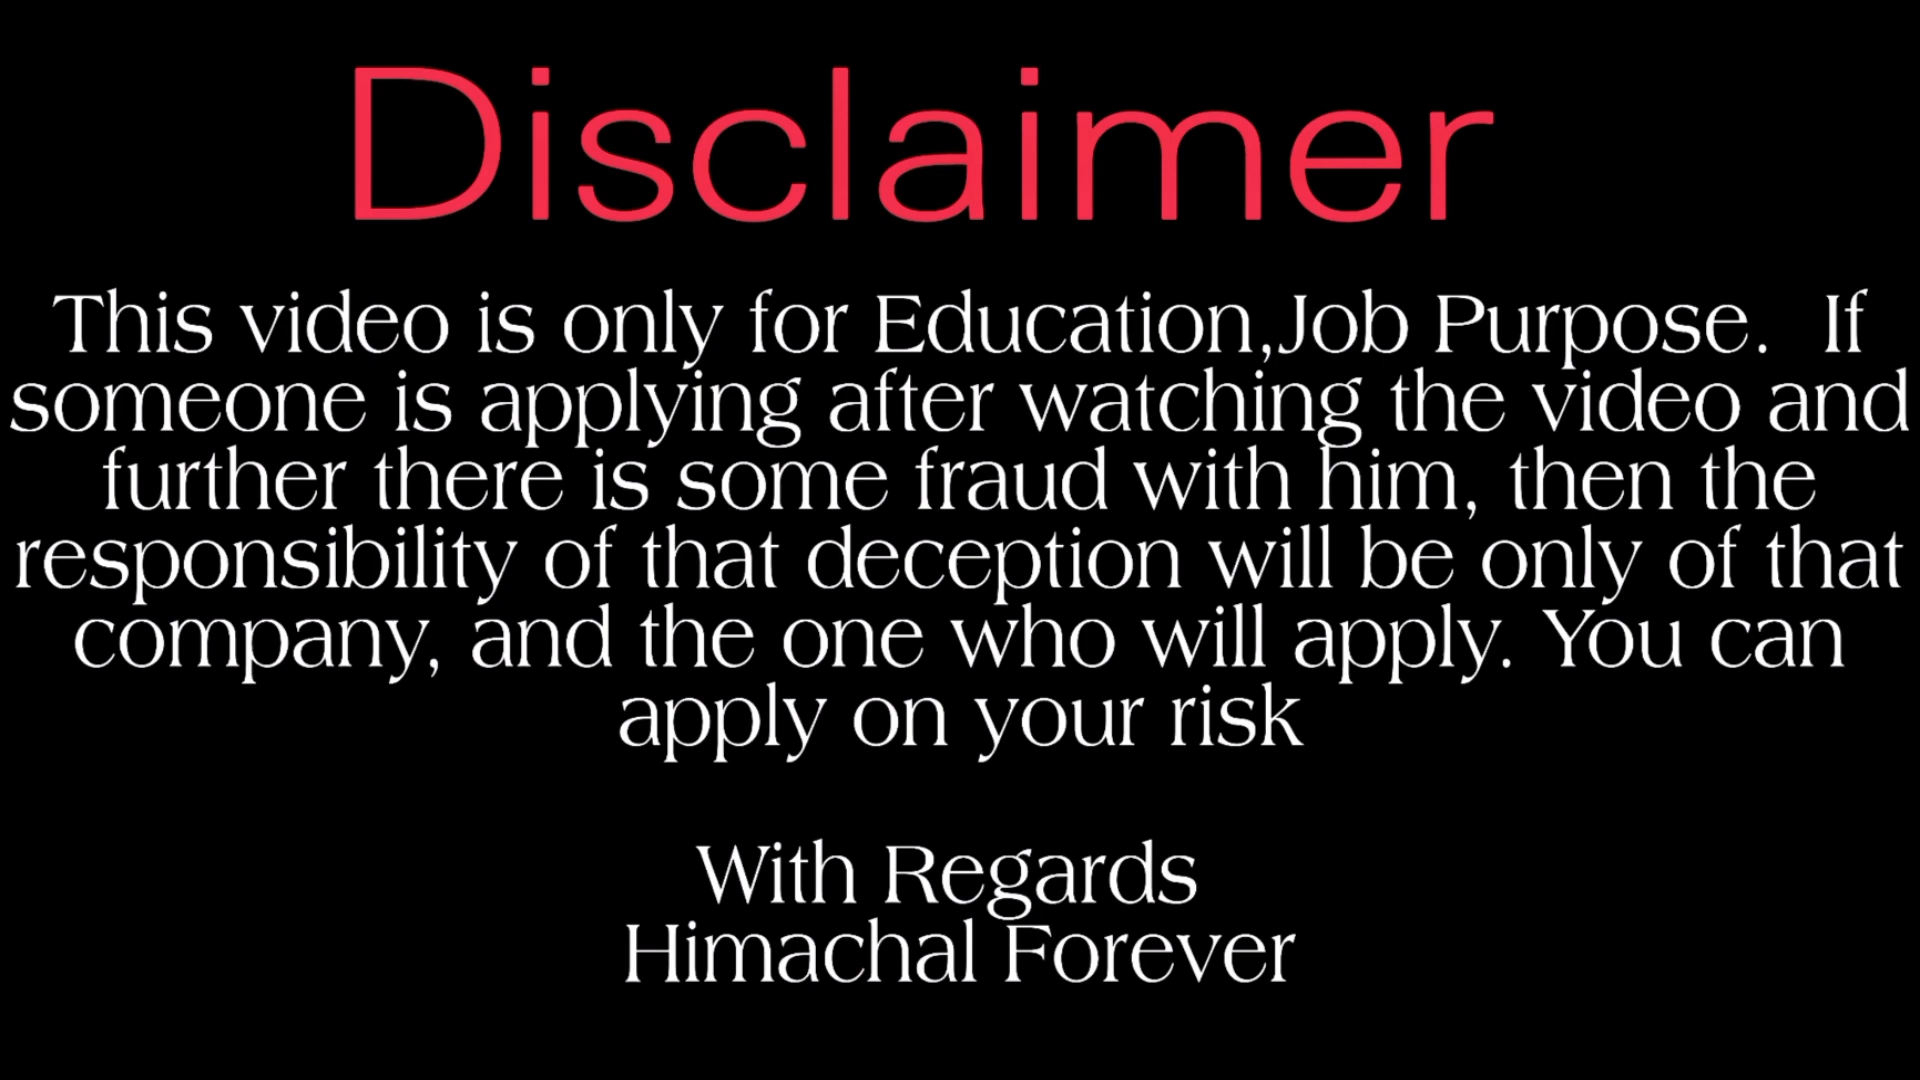 Disclaimer
This video is only for Education,Job Purpose.  If
someone is applying after watching the video and
further there is some fraud with him, then the
responsibility of that deception will be only of that
company, and the one who will apply. You can
apply on your risk
With Regards
Himachal Forever